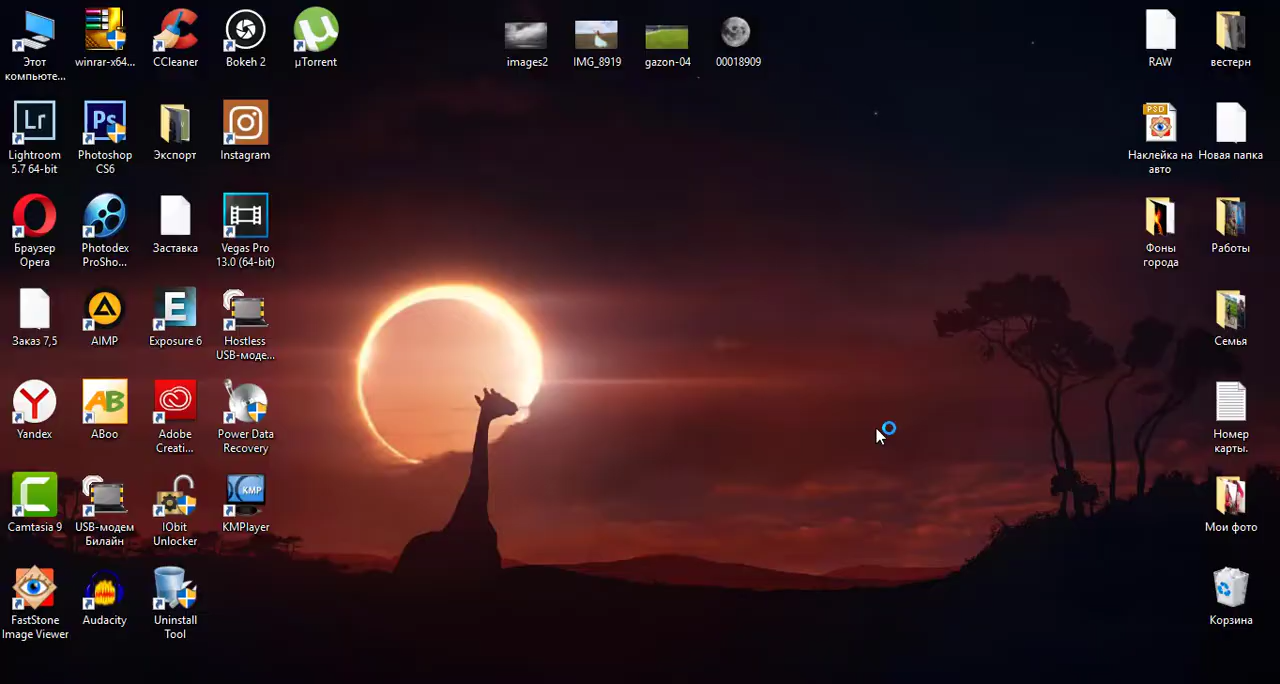 Этот
компьюте...
winrar-x64...
CCleaner
Bokeh 2
µTorrent
images2
IMG_8919
gazon-04
00018909
RAW
вестерн
Lr
Lightroom
5.7 64-bit
Ps
Photoshop
CS6
Экспорт
Instagram
PSD
Наклейка на
авто
Новая папка
Браузер
Opera
Photodex
ProSho...
Заставка
Vegas Pro
13.0 (64-bit)
Фоны
города
Работы
Заказ 7,5
AIMP
E
Exposure 6
Hostless
USB-моде...
Семья
Yandex
AB
ABoo
Adobe
Creati...
Power Data
Recovery
Номер
карты.
Camtasia 9
USB-модем
Билайн
IObit
Unlocker
KMP
KMPlayer
Мои фото
FastStone
Image Viewer
Audacity
Uninstall
Tool
Корзина